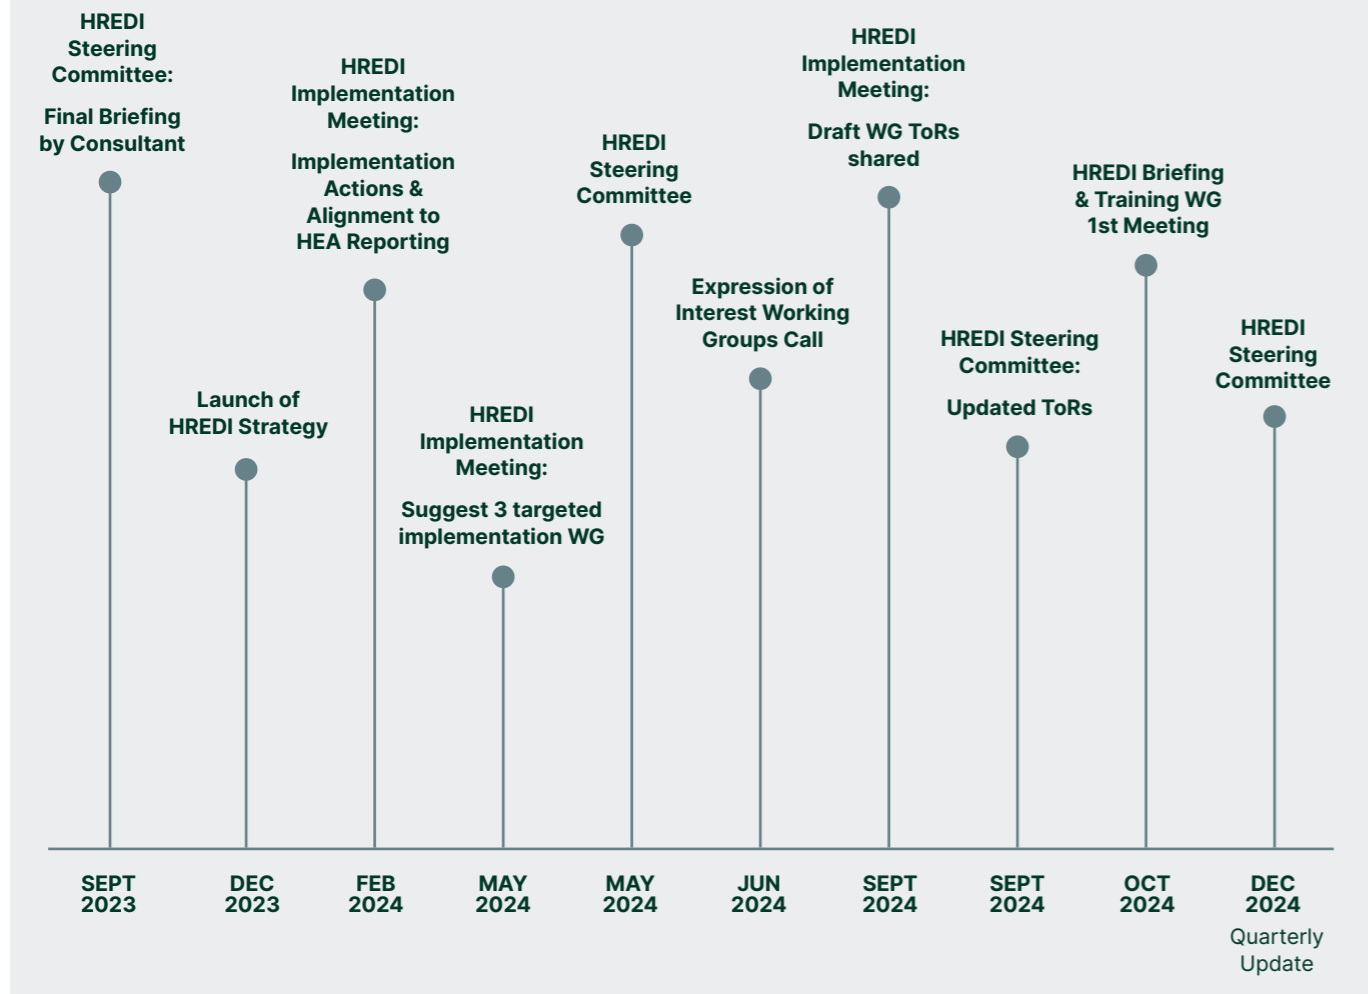 HREDI
Steering
Committee:
Final Briefing
by Consultant
Launch of
HREDI Strategy
HREDI
Implementation
Meeting:
Implementation
Actions &
Alignment to
HEA Reporting
HREDI
Implementation
Meeting:
Suggest 3 targeted
implementation WG
HREDI
Steering
Committee
Expression of
Interest Working
Groups Call
HREDI
Implementation
Meeting:
Draft WG ToRs
shared
HREDI Steering
Committee:
Updated ToRs
HREDI Briefing
& Training WG
1st Meeting
HREDI
Steering
Committee
SEPT
2023
DEC
2023
FEB
2024
MAY
2024
MAY
2024
JUN
2024
SEPT
2024
SEPT
2024
OCT
2024
DEC
2024
Quarterly
Update